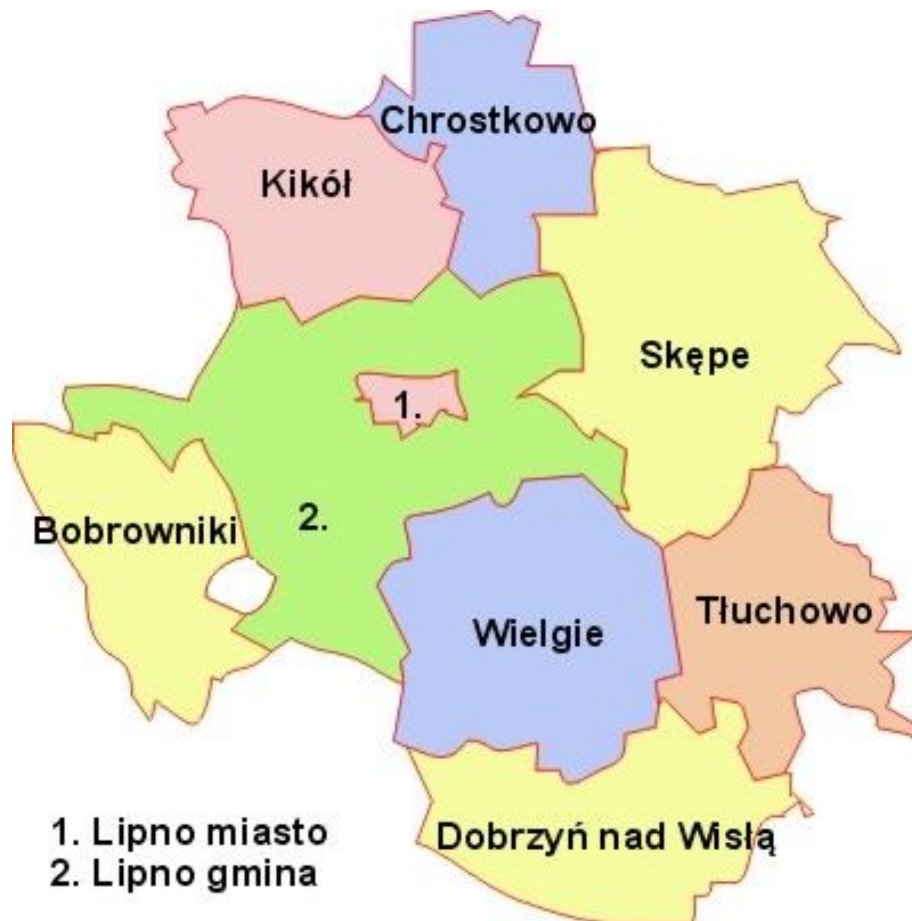 Chrostkowo
Kikół
Skępe
1.
2.
Bobrowniki
Tłuchowo
Wielgie
Dobrzyń nad Wisłą
1. Lipno miasto
2. Lipno gmina